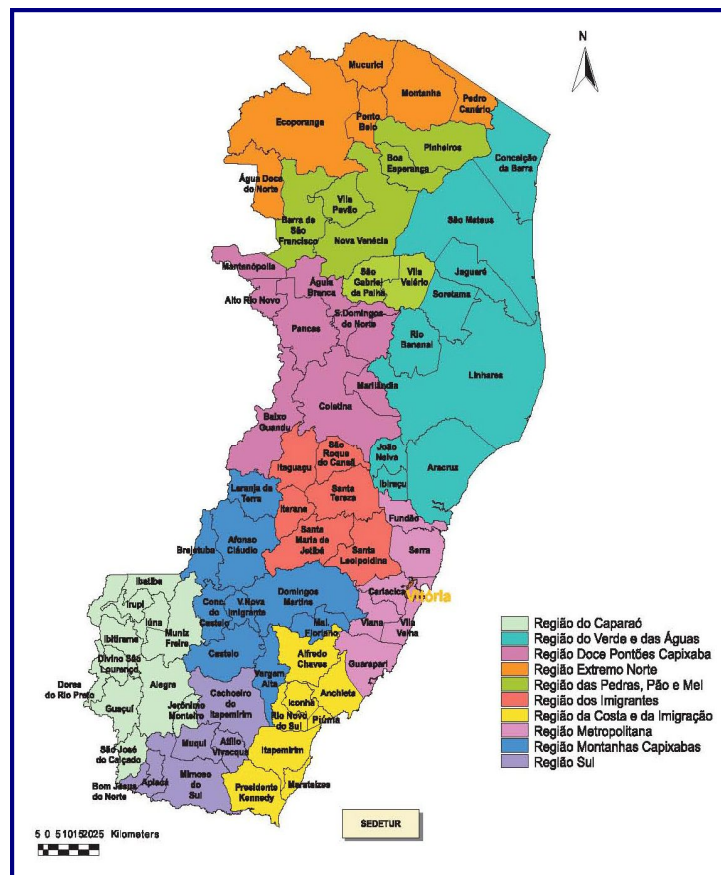 N
Mucurici
Montanha
Pedro
Canário
Ecoporanga
Ponto
Belo
Pinheiros
Boa
Esperança
Conceição
da Barra
Água Doce
do Norte
Vila
Pavão
Barra de
São
Francisco
São Mateus
Nova Venécia
Mantenópolis
São
Gabriel
da Palha
Vila
Valério
Jaguaré
Águia
Branca
Soretama
Alto Rio Novo
S.Domingos
do Norte
Pancas
Rio
Bananal
Linhares
Marilândia
Colatina
Baixo
Guandu
São
Roque
do Canaã
João
Neiva
Itaguaçu
Aracruz
Ibiraçu
Laranja da
Terra
Santa
Tereza
Itarana
Fundão
Santa
Maria de
Jetibá
Serra
Brejetuba
Afonso
Cláudio
Santa
Leolpoldina
Ibatiba
Domingos
Martins
Cariacica
Vitória
Irupi
Conc.
do
Castelo
V.Nova
Imigrante
Iúna
Muniz
Freire
Mal.
Floriano
Viana
Vila
Velha
Ibitirama
Castelo
Alfredo
Chaves
Divino São
Lourenço
Guarapari
Vargem
Alta
Dores
do Rio Preto
Alegre
Cachoeiro
do
Itapemirim
Anchieta
Guaçuí
Jerônimo
Monteiro
Iconha
Rio Novo
do Sul
Piúma
São José
do Calçado
Muqui
Atílio
Vivacqua
Itapemirim
Bom Jesus
do Norte
Apiacá
Mimoso
do
Sul
Presidente
Kennedy
Marataízes
Região do Caparaó
Região do Verde e das Águas
Região Doce Pontões Capixaba
Região Extremo Norte
Região das Pedras, Pão e Mel
Região dos Imigrantes
Região da Costa e da Imigração
Região Metropolitana
Região Montanhas Capixabas
Região Sul
SEDETUR
5 0 510152025 Kilometers